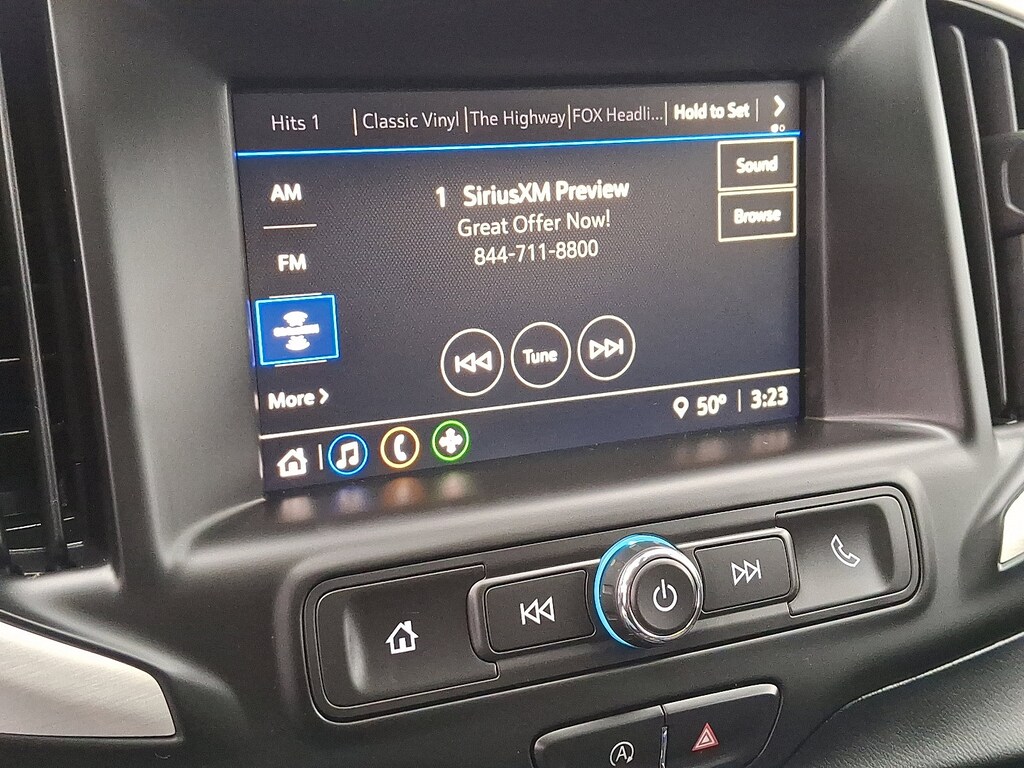 Hits 1 Classic Vinyl The Highway FOX Headli... Hold to Set
Sound
Browse
AM
FM
1 SiriusXM Preview
Great Offer Now!
844-711-8800
Tune
More
50° 3:23
A